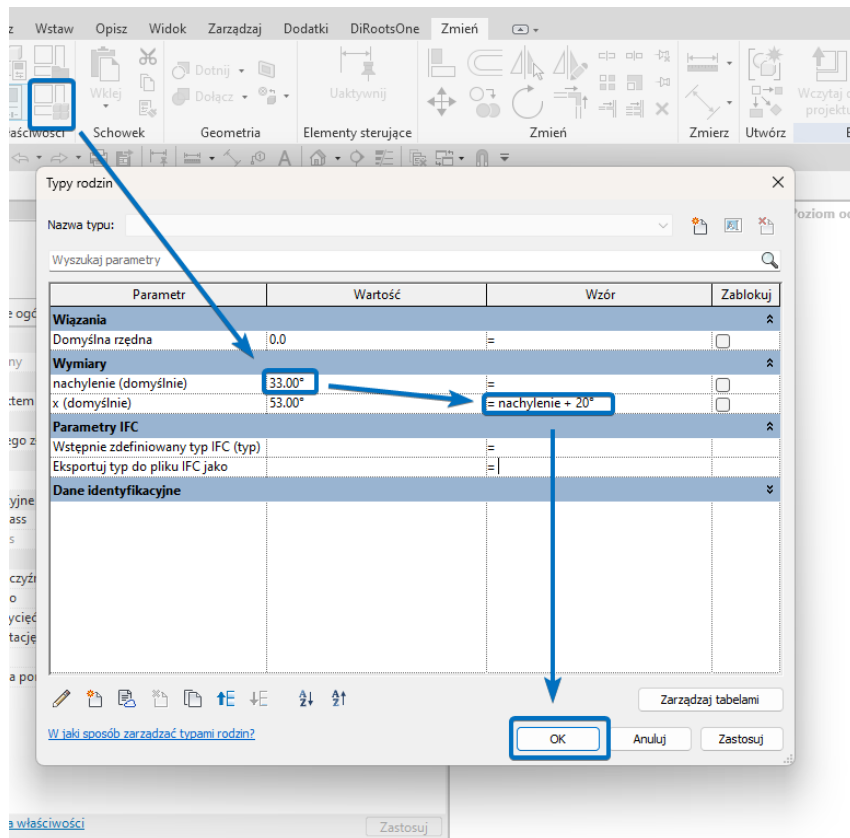 Wstaw Opisz Widok Zarządzaj Dodatki DiRootsOne Zmień
Dotnij
Wklej Dołącz Uaktywnij Wczytaj
projektu
Schowek Geometria Elementy sterujące Zmień Zmierz Utwórz
Typy rodzin
Nazwa typu:
Wyszukaj parametry
Parametr Wartość Wzór Zablokuj
Wiązania
Domyślna rzędna 0.0 =
Wymiary
nachylenie (domyślnie) 33.00° =
x (domyślnie) 53.00° = nachylenie + 20°
Parametry IFC
Wstępnie zdefiniowany typ IFC (typ) =
Eksportuj typ do pliku IFC jako =
Dane identyfikacyjne
Zarządzaj tabelami
W jaki sposób zarządzać typami rodzin?
OK Anuluj Zastosuj
a właściwości Zastosuj